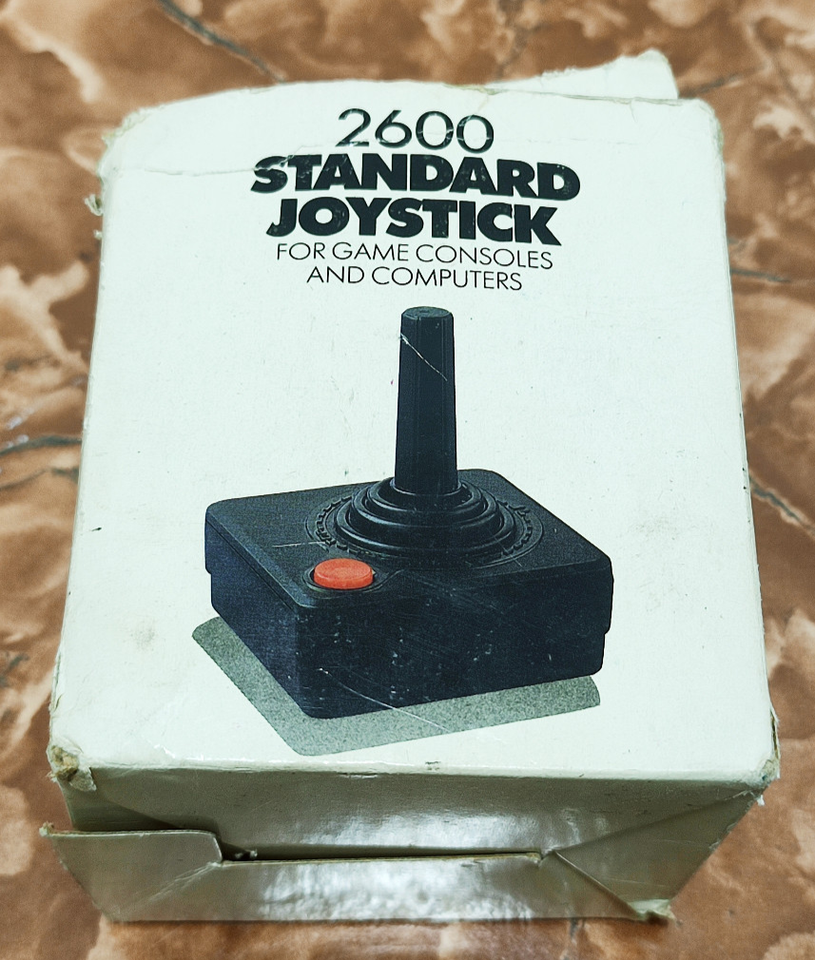 2600
STANDARD
JOYSTICK
FOR GAME CONSOLES
AND COMPUTERS